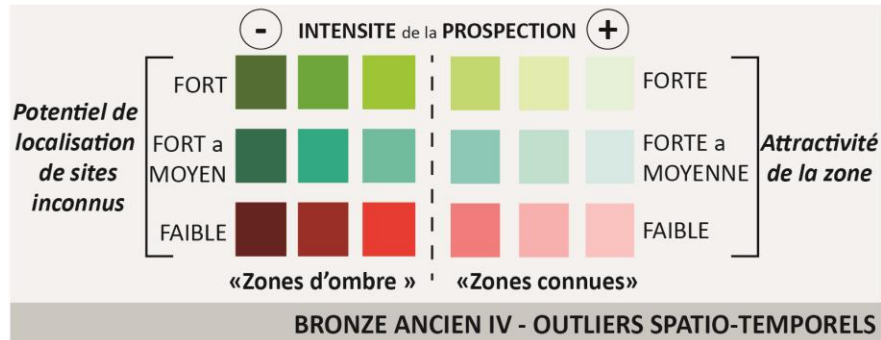 - INTENSITE de la PROSPECTION +
Potentiel de
localisation
de sites
inconnus
FORT
FORT a
MOYEN
FAIBLE
FORTE
FORTE a
MOYENNE
FAIBLE
Attractivité
de la zone
«Zones d'ombre »
«Zones connues»
BRONZE ANCIEN IV - OUTLIERS SPATIO-TEMPORELS